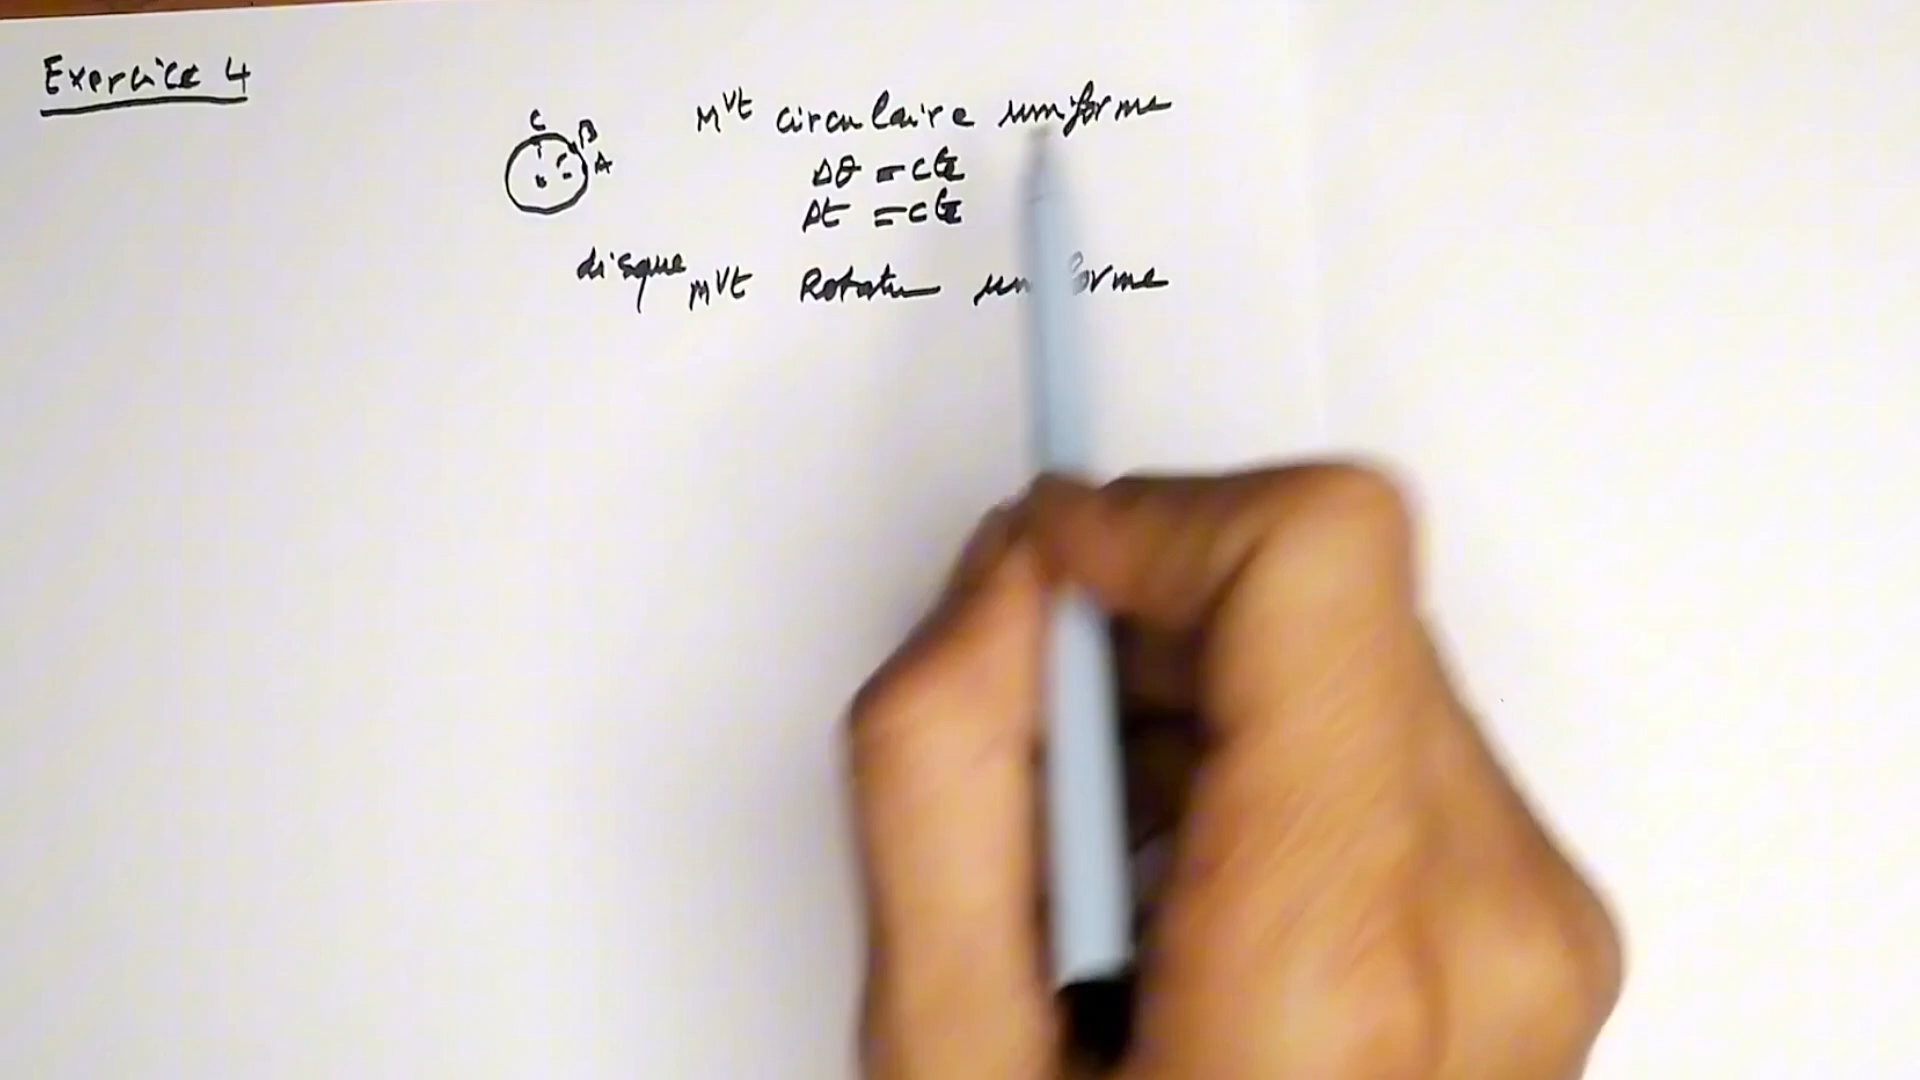 Exercice 4
C
B
A
Mvt circulaire uniforme
Δθ = cte
Δt = cte
disque
Mvt Rotation uniforme